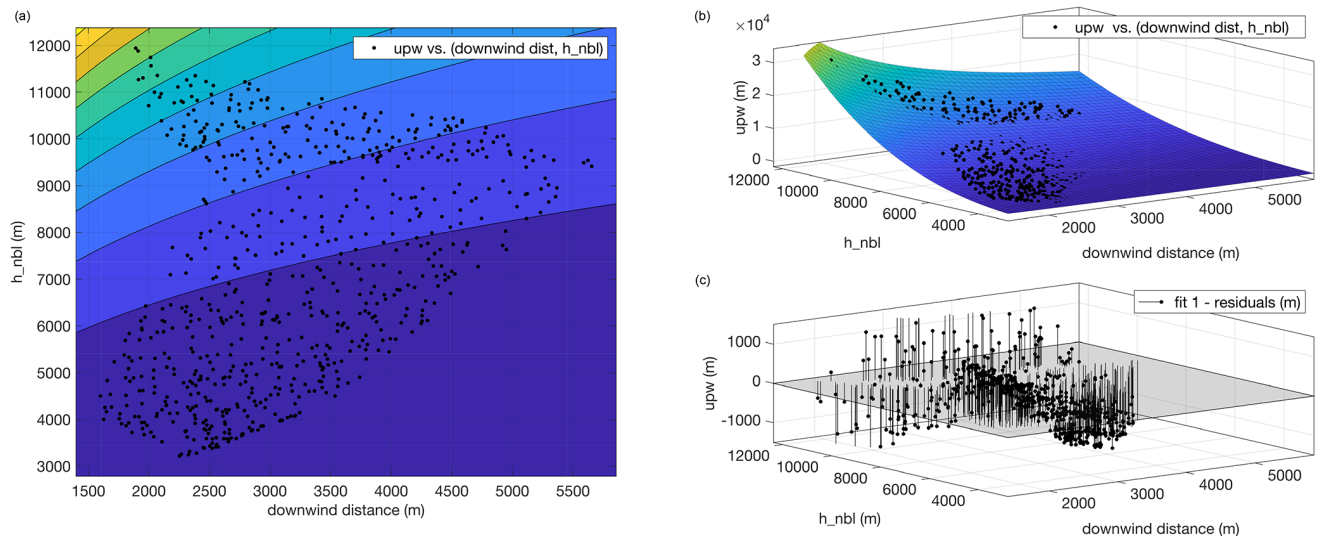 (a)
upw vs. (downwind dist, h_nbl)
12000
11000
10000
9000
8000
7000
6000
5000
4000
3000
h_nbl (m)
1500 2000 2500 3000 3500 4000 4500 5000 5500
downwind distance (m)
(b)
×10⁴
upw vs. (downwind dist, h_nbl)
3
2
1
0
upw (m)
12000 10000 8000 6000 4000
h_nbl
2000 3000 4000 5000
downwind distance (m)
(c)
fit 1 - residuals (m)
1000
0
-1000
upw (m)
12000 10000 8000 6000 4000
h_nbl (m)
2000 3000 4000 5000
downwind distance (m)